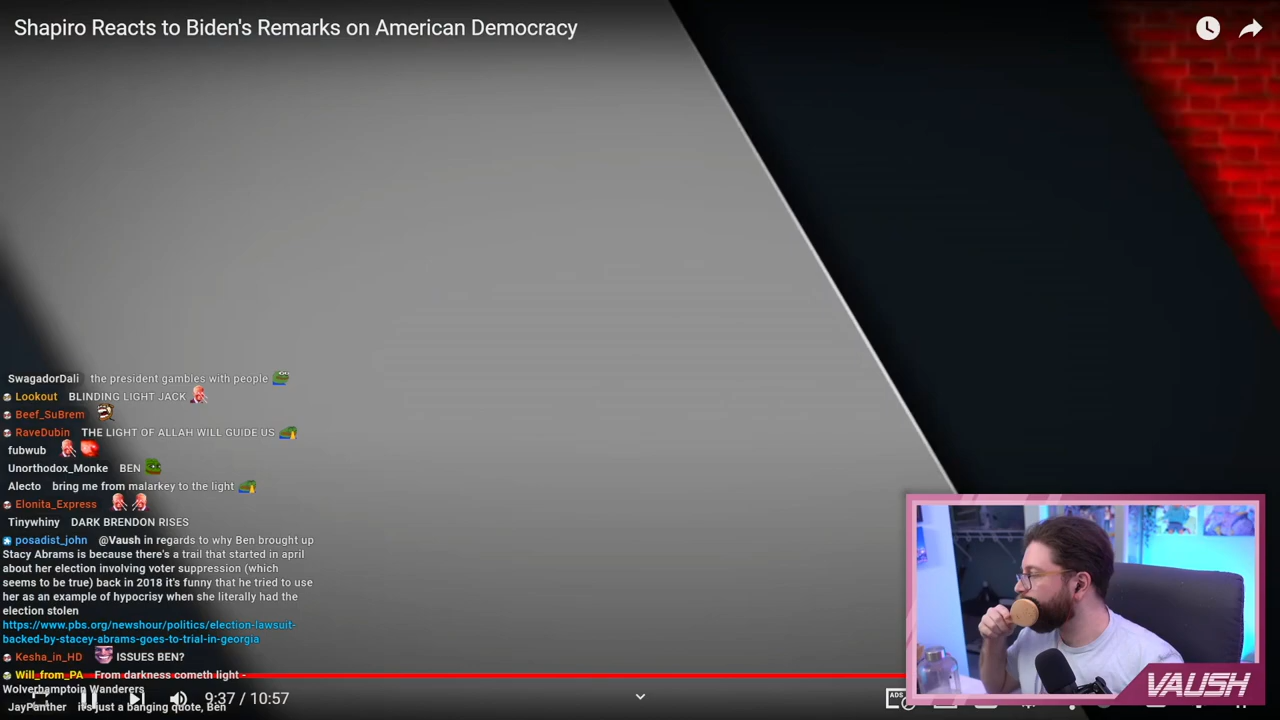 Shapiro Reacts to Biden's Remarks on American Democracy
SwagadorDali the president gambles with people
Lookout BLINDING LIGHT JACK
Beef_SuBrem
RaveDubin THE LIGHT OF ALLAH WILL GUIDE US
fubwub
Unorthodox_Monke BEN
Alecto bring me from malarkey to the light
Elonita_Express
Tinywhiny DARK BRENDON RISES
posadist_john @Vaush in regards to why Ben brought up
Stacy Abrams is because there's a trail that started in april
about her election involving voter suppression (which
seems to be true) back in 2018 it's funny that he tried to use
her as an example of hypocrisy when she literally had the
election stolen
https://www.pbs.org/newshour/politics/election-lawsuit-
backed-by-stacey-abrams-goes-to-trial-in-georgia
Kesha_in_HD ISSUES BEN?
Will_from_PA From darkness cometh light -
Wolverhamptoin Wanderers
JayPanther it's just a banging quote, Ben
9:37 / 10:57
ADS
VAUSH